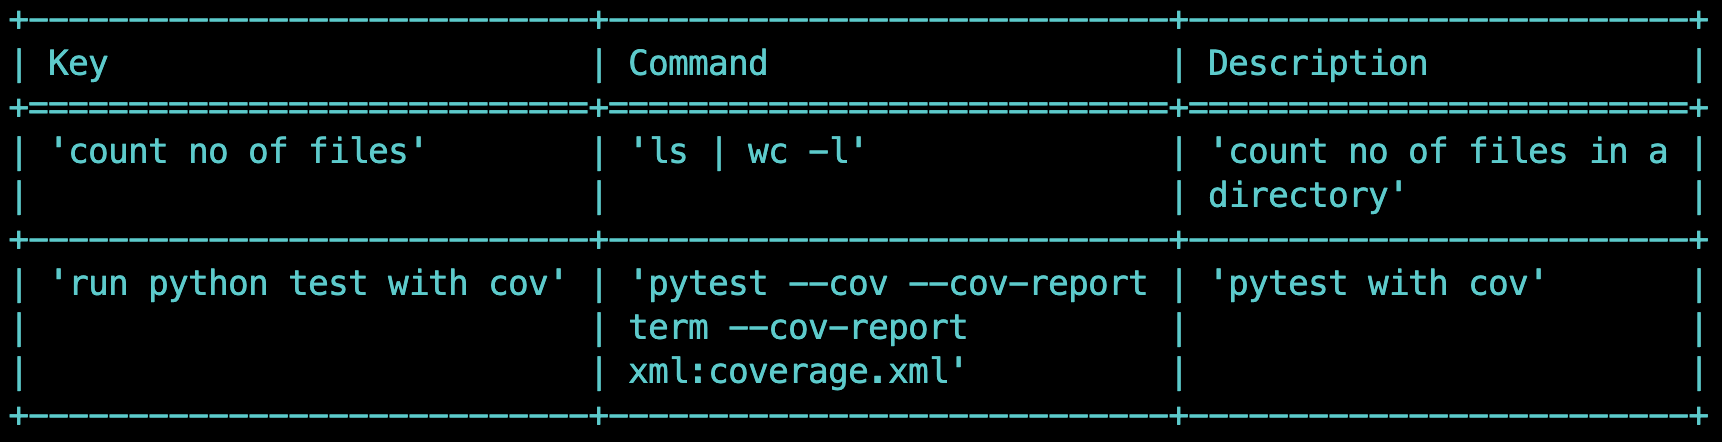 +----------------------------+----------------------------+-------------------------+
| Key                        | Command                    | Description             |
+============================+============================+=========================+
| 'count no of files'        | 'ls | wc -l'               | 'count no of files in a |
|                            |                            | directory'              |
+----------------------------+----------------------------+-------------------------+
| 'run python test with cov' | 'pytest --cov --cov-report | 'pytest with cov'       |
|                            | term --cov-report          |                         |
|                            | xml:coverage.xml'          |                         |
+----------------------------+----------------------------+-------------------------+